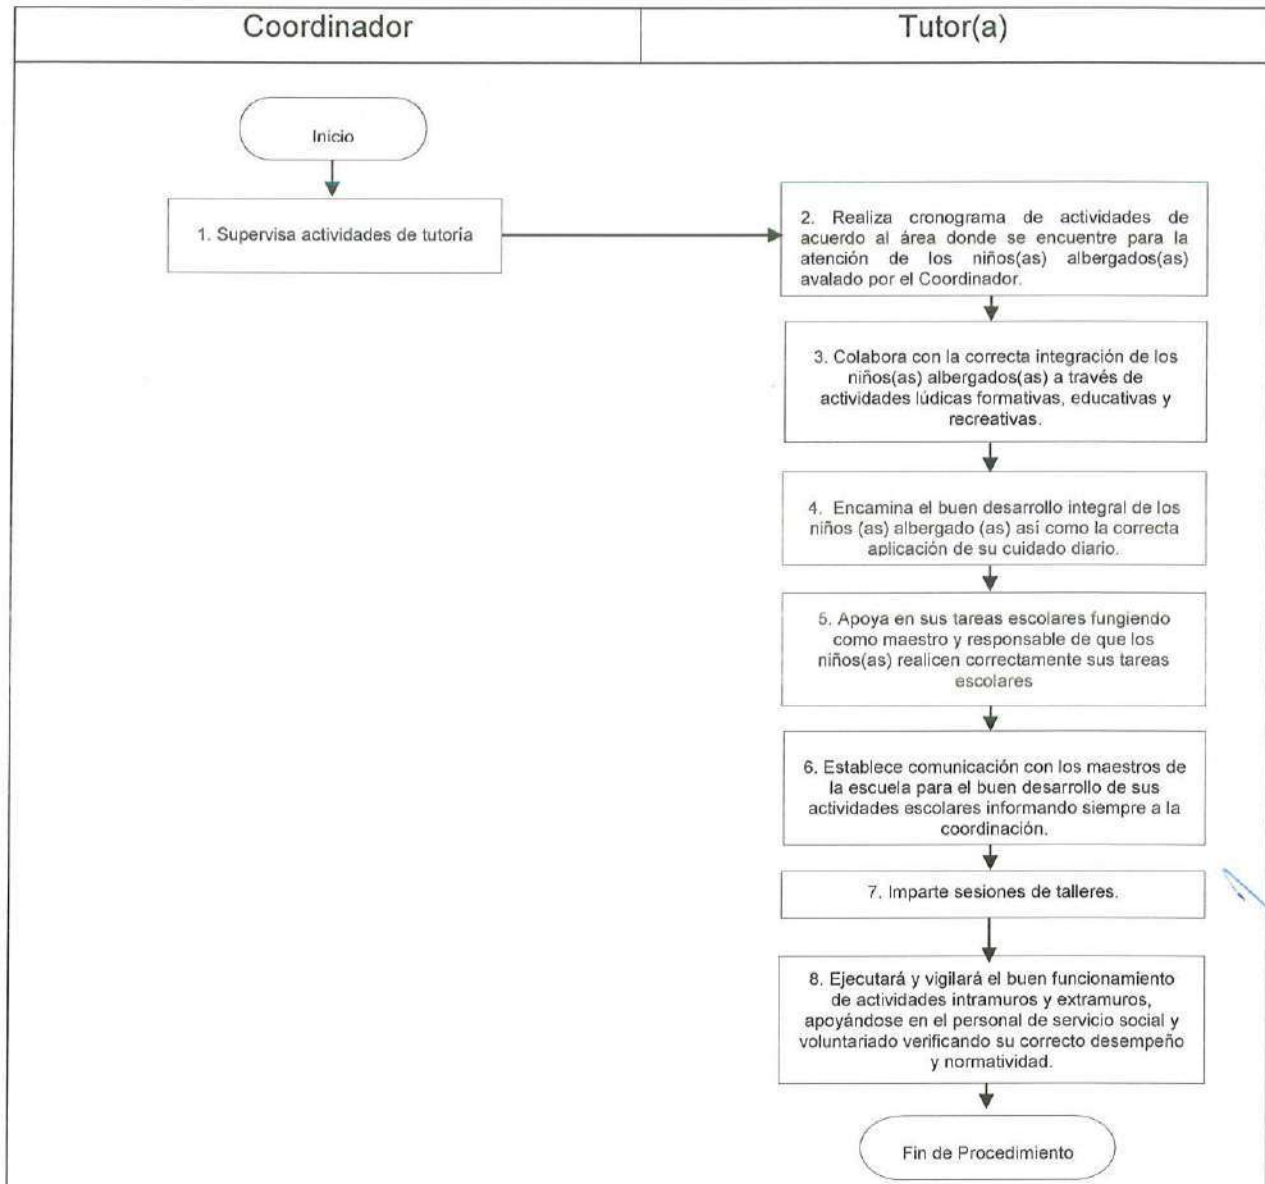 Coordinador
Tutor(a)
Inicio
1. Supervisa actividades de tutoría
2. Realiza cronograma de actividades de
acuerdo al área donde se encuentre para la
atención de los niños(as) albergados(as)
avalado por el Coordinador.
3. Colabora con la correcta integración de los
niños(as) albergados(as) a través de
actividades lúdicas formativas, educativas y
recreativas.
4. Encamina el buen desarrollo integral de los
niños (as) albergado (as) así como la correcta
aplicación de su cuidado diario.
5. Apoya en sus tareas escolares fungiendo
como maestro y responsable de que los
niños(as) realicen correctamente sus tareas
escolares
6. Establece comunicación con los maestros de
la escuela para el buen desarrollo de sus
actividades escolares informando siempre a la
coordinación.
7. Imparte sesiones de talleres.
8. Ejecutará y vigilará el buen funcionamiento
de actividades intramuros y extramuros,
apoyándose en el personal de servicio social y
voluntariado verificando su correcto desempeño
y normatividad.
Fin de Procedimiento